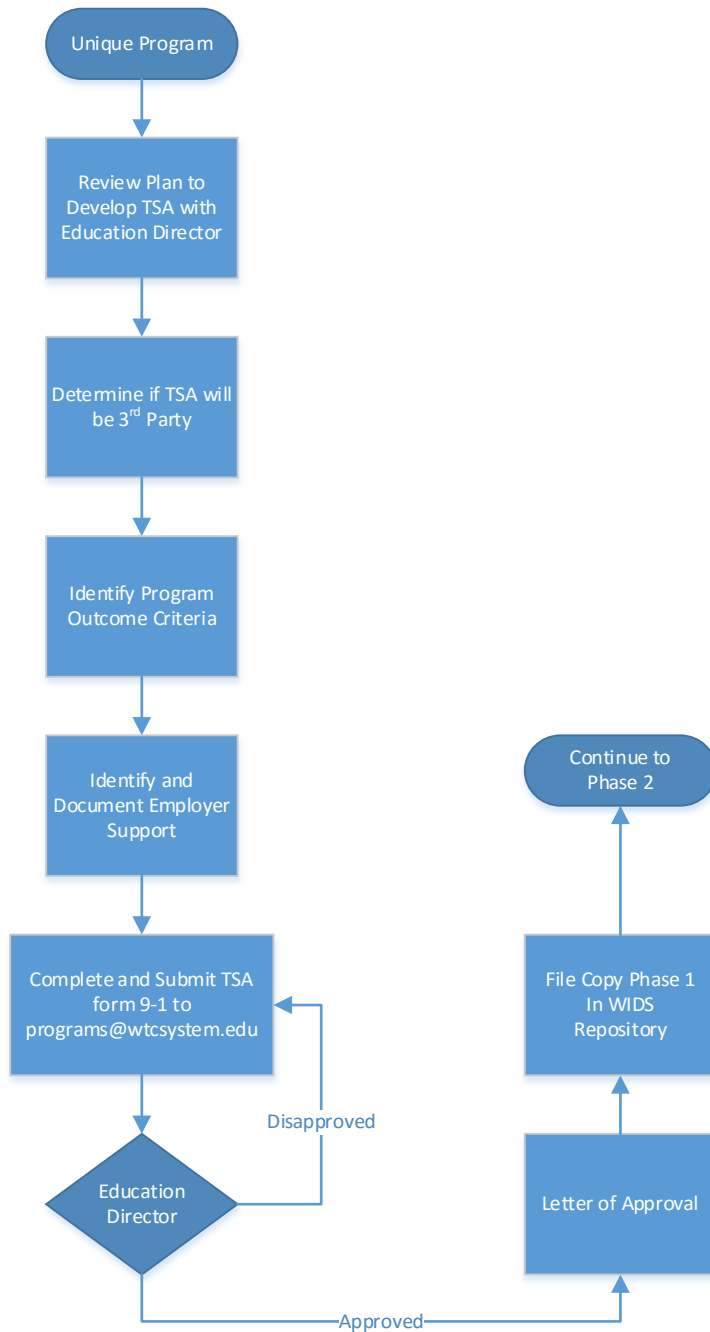 Unique Program
Review Plan to
Develop TSA with
Education Director
Determine if TSA will
be 3rd Party
Identify Program
Outcome Criteria
Identify and
Document Employer
Support
Complete and Submit TSA
form 9-1 to
programs@wtcsystem.edu
Disapproved
Education
Director
Approved
Letter of Approval
File Copy Phase 1
In WIDS
Repository
Continue to
Phase 2